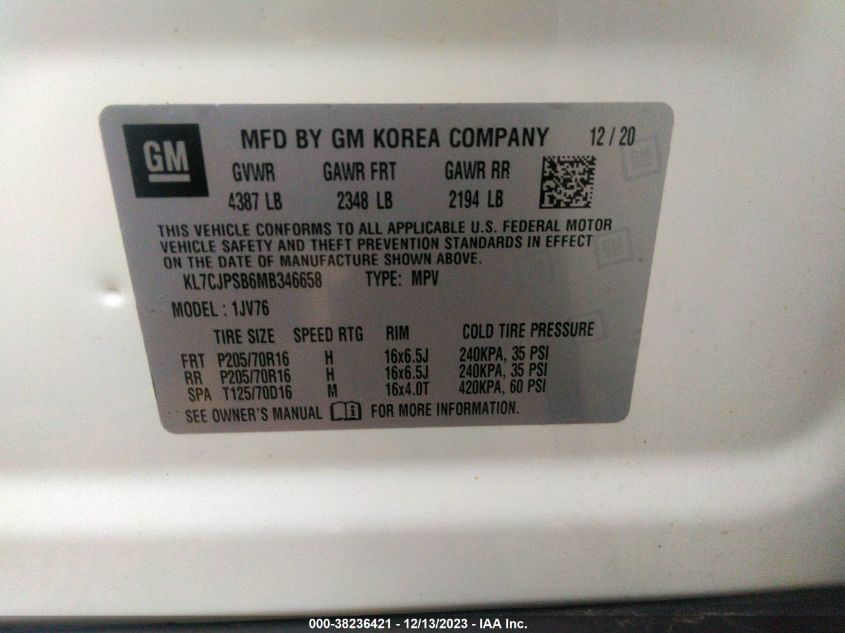 GM MFD BY GM KOREA COMPANY 12 / 20
GVWR GAWR FRT GAWR RR
4387 LB 2348 LB 2194 LB
THIS VEHICLE CONFORMS TO ALL APPLICABLE U.S. FEDERAL MOTOR
VEHICLE SAFETY AND THEFT PREVENTION STANDARDS IN EFFECT
ON THE DATE OF MANUFACTURE SHOWN ABOVE.
KL7CJPSB6MB346658 TYPE: MPV
MODEL : 1JV76
TIRE SIZE SPEED RTG RIM COLD TIRE PRESSURE
FRT P205/70R16 H 16x6.5J 240KPA, 35 PSI
RR P205/70R16 H 16x6.5J 240KPA, 35 PSI
SPA T125/70D16 M 16x4.0T 420KPA, 60 PSI
SEE OWNER'S MANUAL FOR MORE INFORMATION.
000-38236421 - 12/13/2023 - IAA Inc.